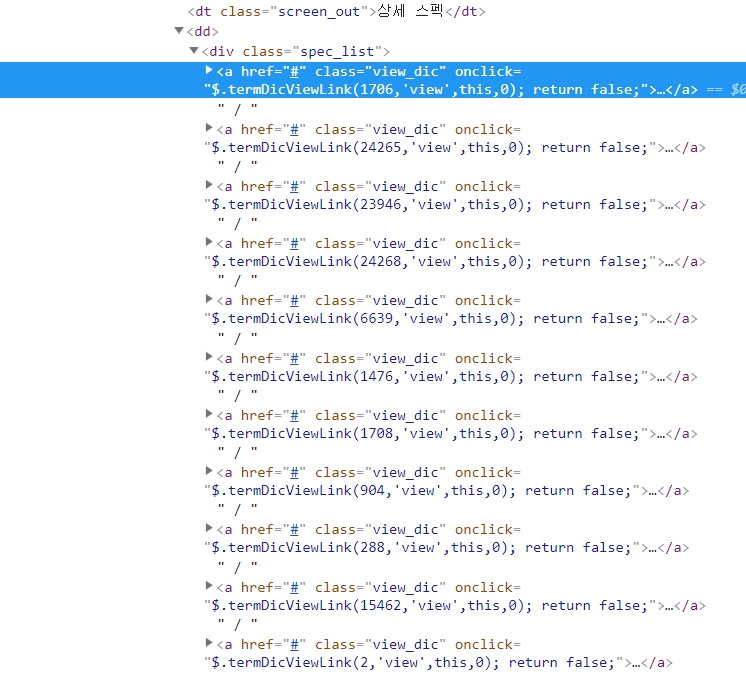 <dt class="screen_out">상세 스펙</dt>
▼<dd>
▼<div class="spec_list">
▶<a href="#" class="view_dic" onclick=
"$.termDicViewLink(1706,'view',this,0); return false;">…</a> == $0
" / "
▶<a href="#" class="view_dic" onclick=
"$.termDicViewLink(24265,'view',this,0); return false;">…</a>
" / "
▶<a href="#" class="view_dic" onclick=
"$.termDicViewLink(23946,'view',this,0); return false;">…</a>
" / "
▶<a href="#" class="view_dic" onclick=
"$.termDicViewLink(24268,'view',this,0); return false;">…</a>
" / "
▶<a href="#" class="view_dic" onclick=
"$.termDicViewLink(6639,'view',this,0); return false;">…</a>
" / "
▶<a href="#" class="view_dic" onclick=
"$.termDicViewLink(1476,'view',this,0); return false;">…</a>
" / "
▶<a href="#" class="view_dic" onclick=
"$.termDicViewLink(1708,'view',this,0); return false;">…</a>
" / "
▶<a href="#" class="view_dic" onclick=
"$.termDicViewLink(904,'view',this,0); return false;">…</a>
" / "
▶<a href="#" class="view_dic" onclick=
"$.termDicViewLink(288,'view',this,0); return false;">…</a>
" / "
▶<a href="#" class="view_dic" onclick=
"$.termDicViewLink(15462,'view',this,0); return false;">…</a>
" / "
▶<a href="#" class="view_dic" onclick=
"$.termDicViewLink(2,'view',this,0); return false;">…</a>